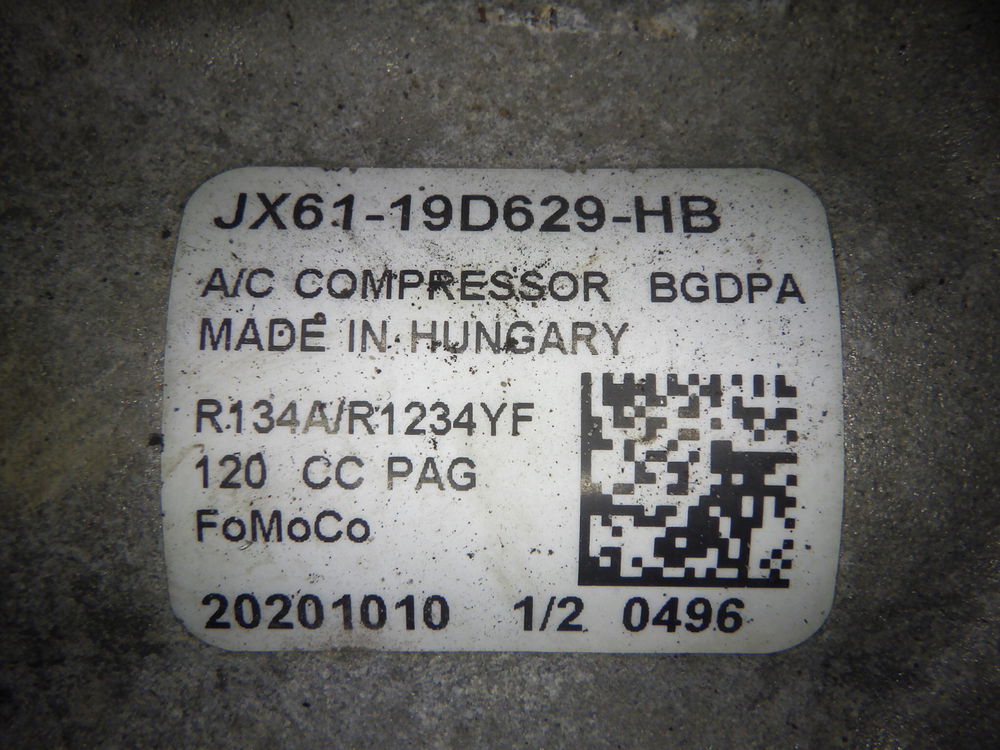 JX61-19D629-HB
A/C COMPRESSOR BGDPA
MADE IN HUNGARY
R134A/R1234YF
120 CC PAG
FoMoCo
20201010 1/2 0496